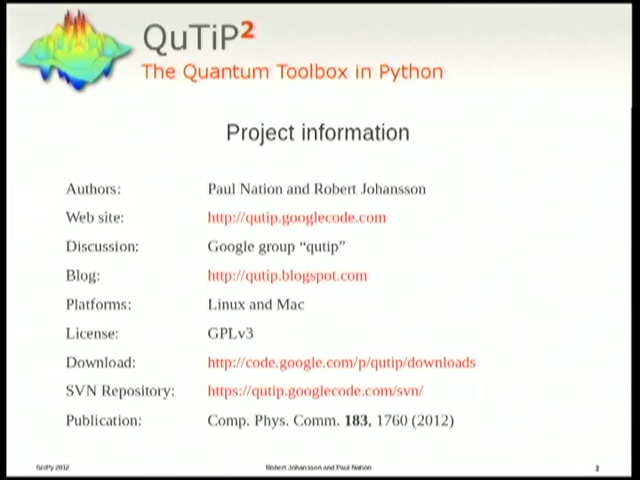 QuTiP²
The Quantum Toolbox in Python
Project information
Authors: Paul Nation and Robert Johansson
Web site: http://qutip.googlecode.com
Discussion: Google group “qutip”
Blog: http://qutip.blogspot.com
Platforms: Linux and Mac
License: GPLv3
Download: http://code.google.com/p/qutip/downloads
SVN Repository: https://qutip.googlecode.com/svn/
Publication: Comp. Phys. Comm. 183, 1760 (2012)
SciPy 2012 Robert Johansson and Paul Nation 3